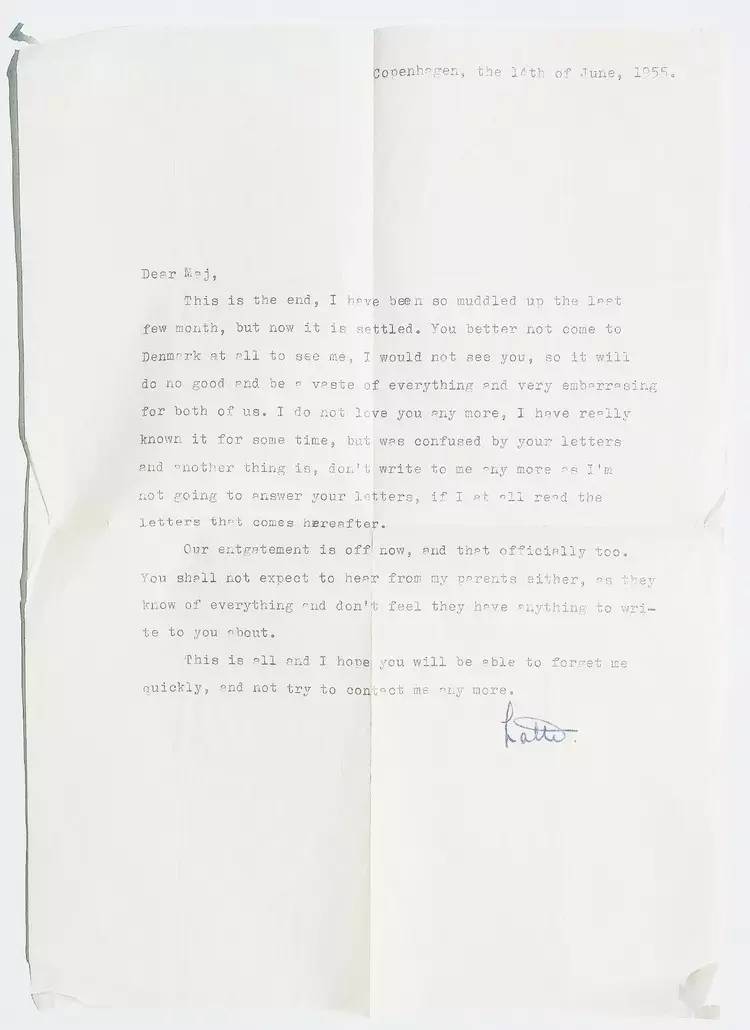 Copenhagen, the 14th of June, 1955.
Dear Maj,
This is the end, I have been so muddled up the last
few month, but now it is settled. You better not come to
Denmark at all to see me, I would not see you, so it will
do no good and be a vaste of everything and very embarrasing
for both of us. I do not love you any more, I have really
known it for some time, but was confused by your letters
and another thing is, don't write to me any more as I'm
not going to answer your letters, if I at all read the
letters that comes hereafter.
Our entgatement is off now, and that officially too.
You shall not expect to hear from my parents either, as they
know of everything and don't feel they have anything to wri-
te to you about.
This is all and I hope you will be able to forget me
quickly, and not try to contact me any more.